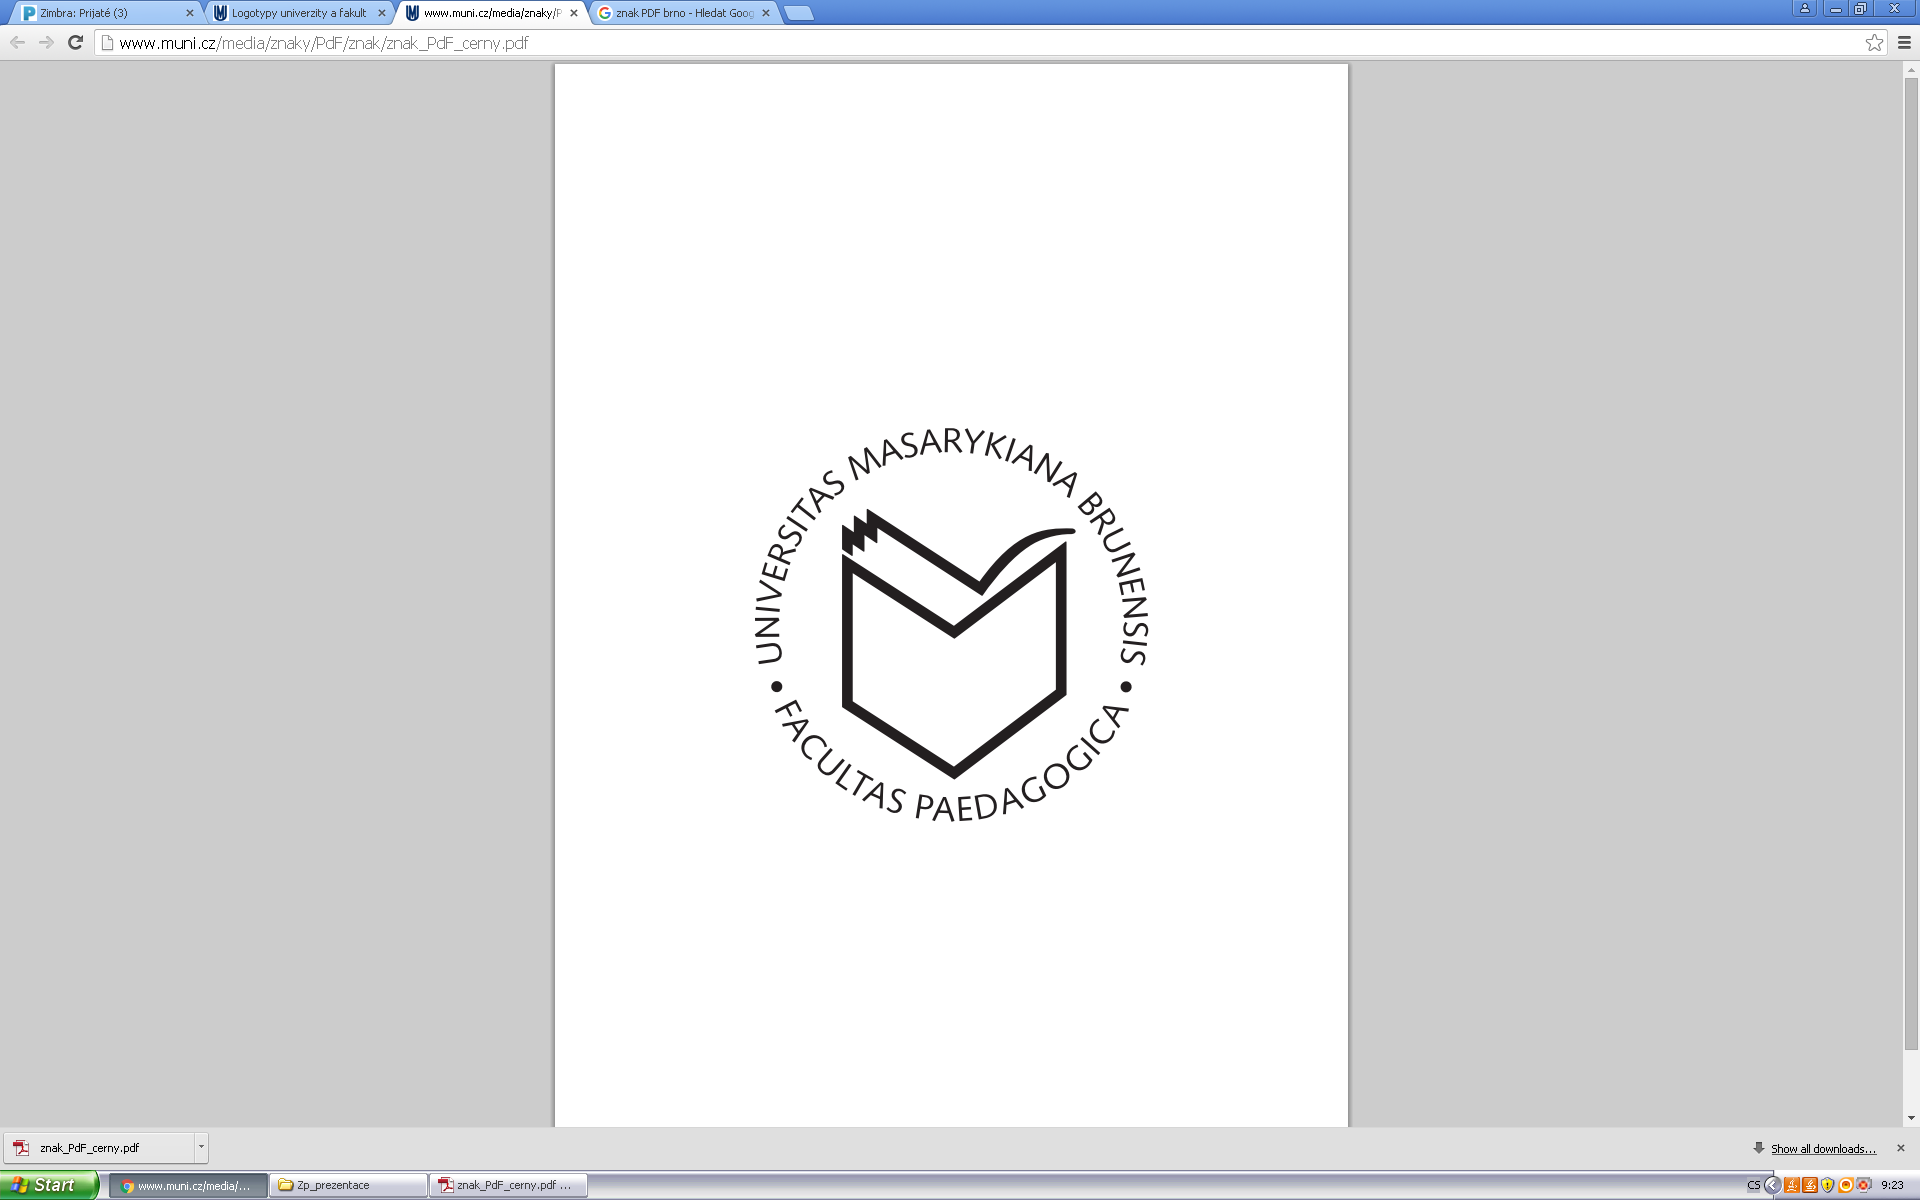 Zimbra: Prijaté (3)
Logotypy univerzity a fakult
www.muni.cz/media/znaky/P
znak PDF brno - Hledat Goog
www.muni.cz/media/znaky/PdF/znak/znak_PdF_cerny.pdf
UNIVERSITAS MASARYKIANA BRUNENSIS
• FACULTAS PAEDAGOGICA •
znak_PdF_cerny.pdf
Show all downloads...
Start
www.muni.cz/media/...
Zp_prezentace
znak_PdF_cerny.pdf ...
CS
9:23